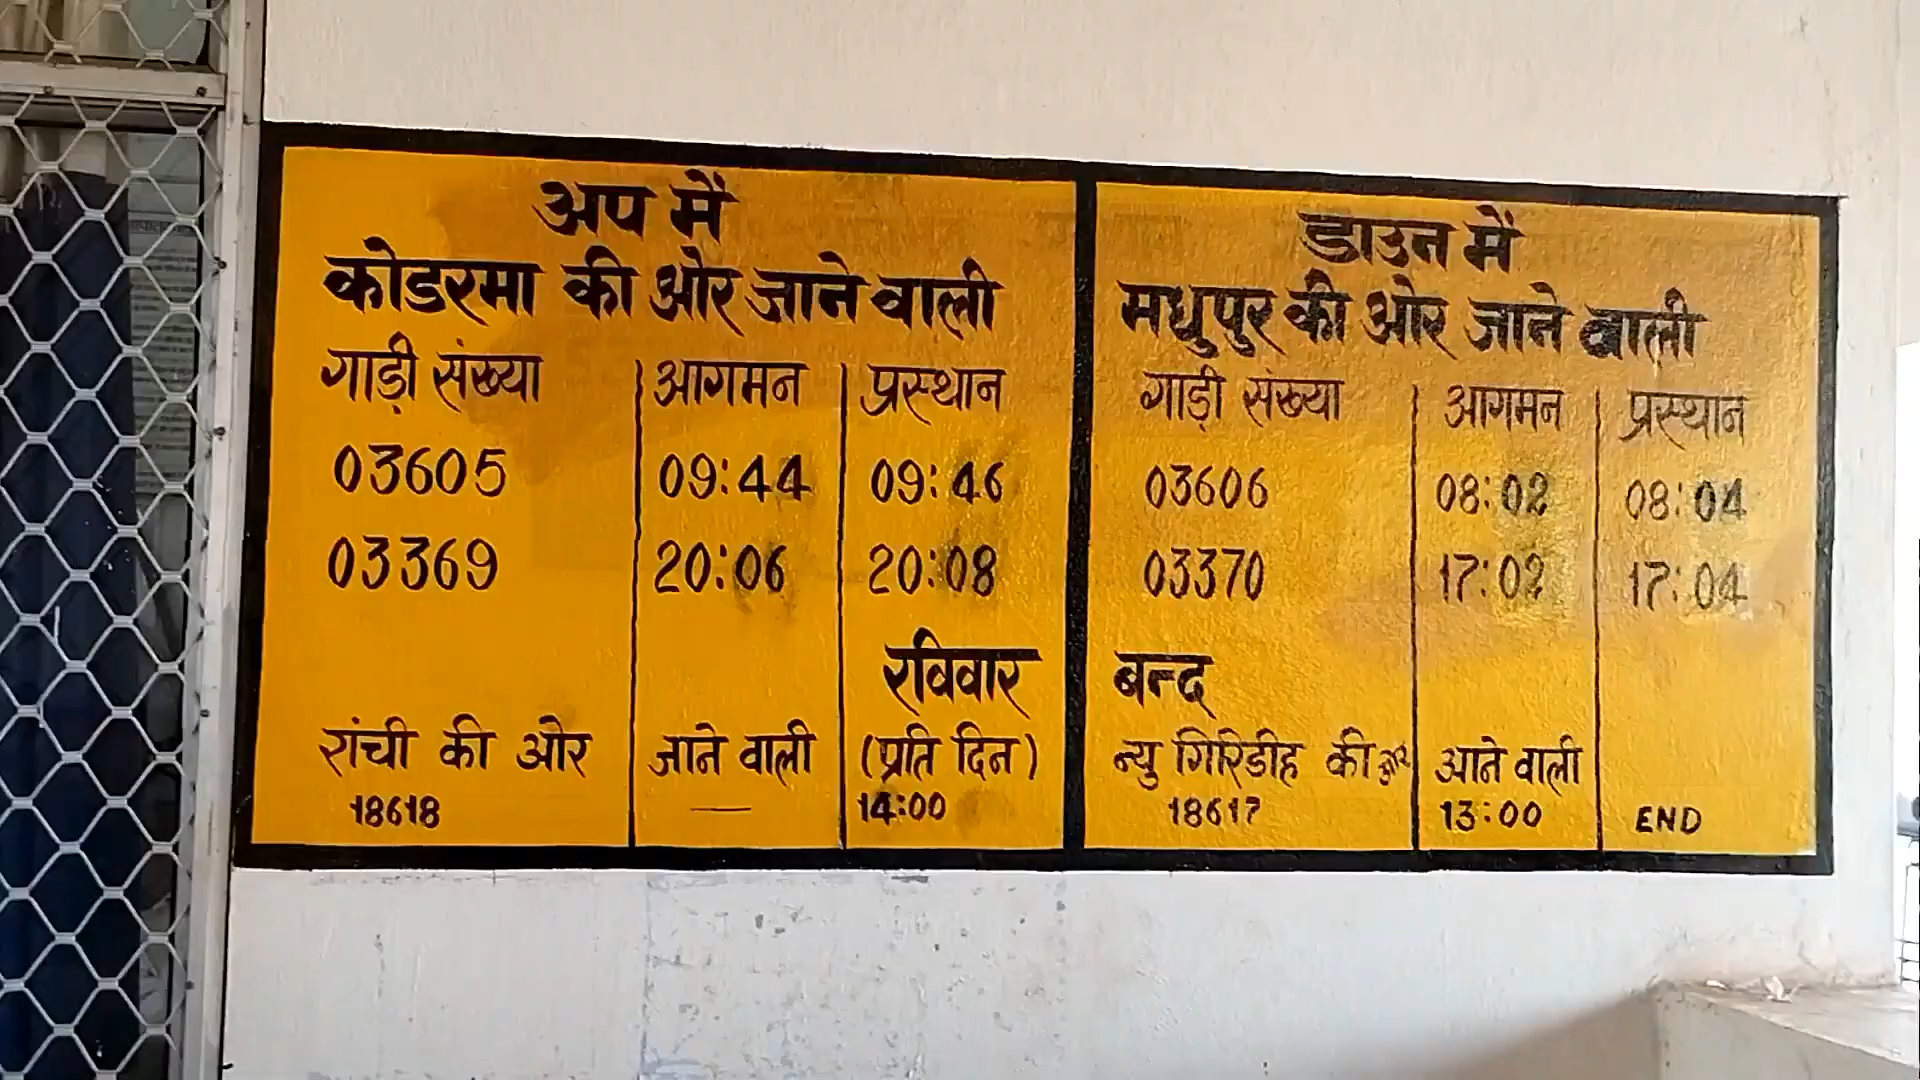 अप में
कोडरमा की ओर जाने वाली
गाड़ी संख्या आगमन प्रस्थान
03605 09:44 09:46
03369 20:06 20:08
डाउन में
मधुपुर की ओर जाने वाली
गाड़ी संख्या आगमन प्रस्थान
03606 08:02 08:04
03370 17:02 17:04
रविवार बन्द
रांची की ओर जाने वाली (प्रति दिन)
18618 — 14:00
न्यु गिरिडीह की ओर आने वाली
18617 13:00 END